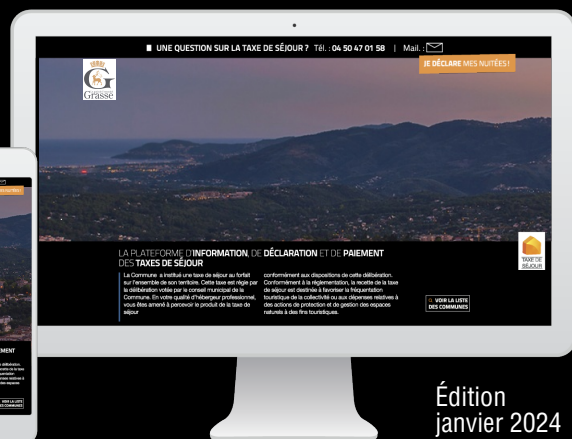 UNE QUESTION SUR LA TAXE DE SÉJOUR ? Tél. : 04 50 47 01 58 | Mail. :
JE DÉCLARE MES NUITÉES !
Grasse
LA PLATEFORME D'INFORMATION, DE DÉCLARATION ET DE PAIEMENT
DES TAXES DE SÉJOUR
La Commune a institué une taxe de séjour au forfait
sur l'ensemble de son territoire. Cette taxe est régie par
la délibération votée par le conseil municipal de la
Commune. En votre qualité d'hébergeur professionnel,
vous êtes amené à percevoir le produit de la taxe de
séjour
conformément aux dispositions de cette délibération.
Conformément à la réglementation, la recette de la taxe
de séjour est destinée à favoriser la fréquentation
touristique de la collectivité ou aux dépenses relatives à
des actions de protection et de gestion des espaces
naturels à des fins touristiques.
TAXE DE
SÉJOUR
VOIR LA LISTE
DES COMMUNES
VOIR LA LISTE
DES COMMUNES
Édition
janvier 2024